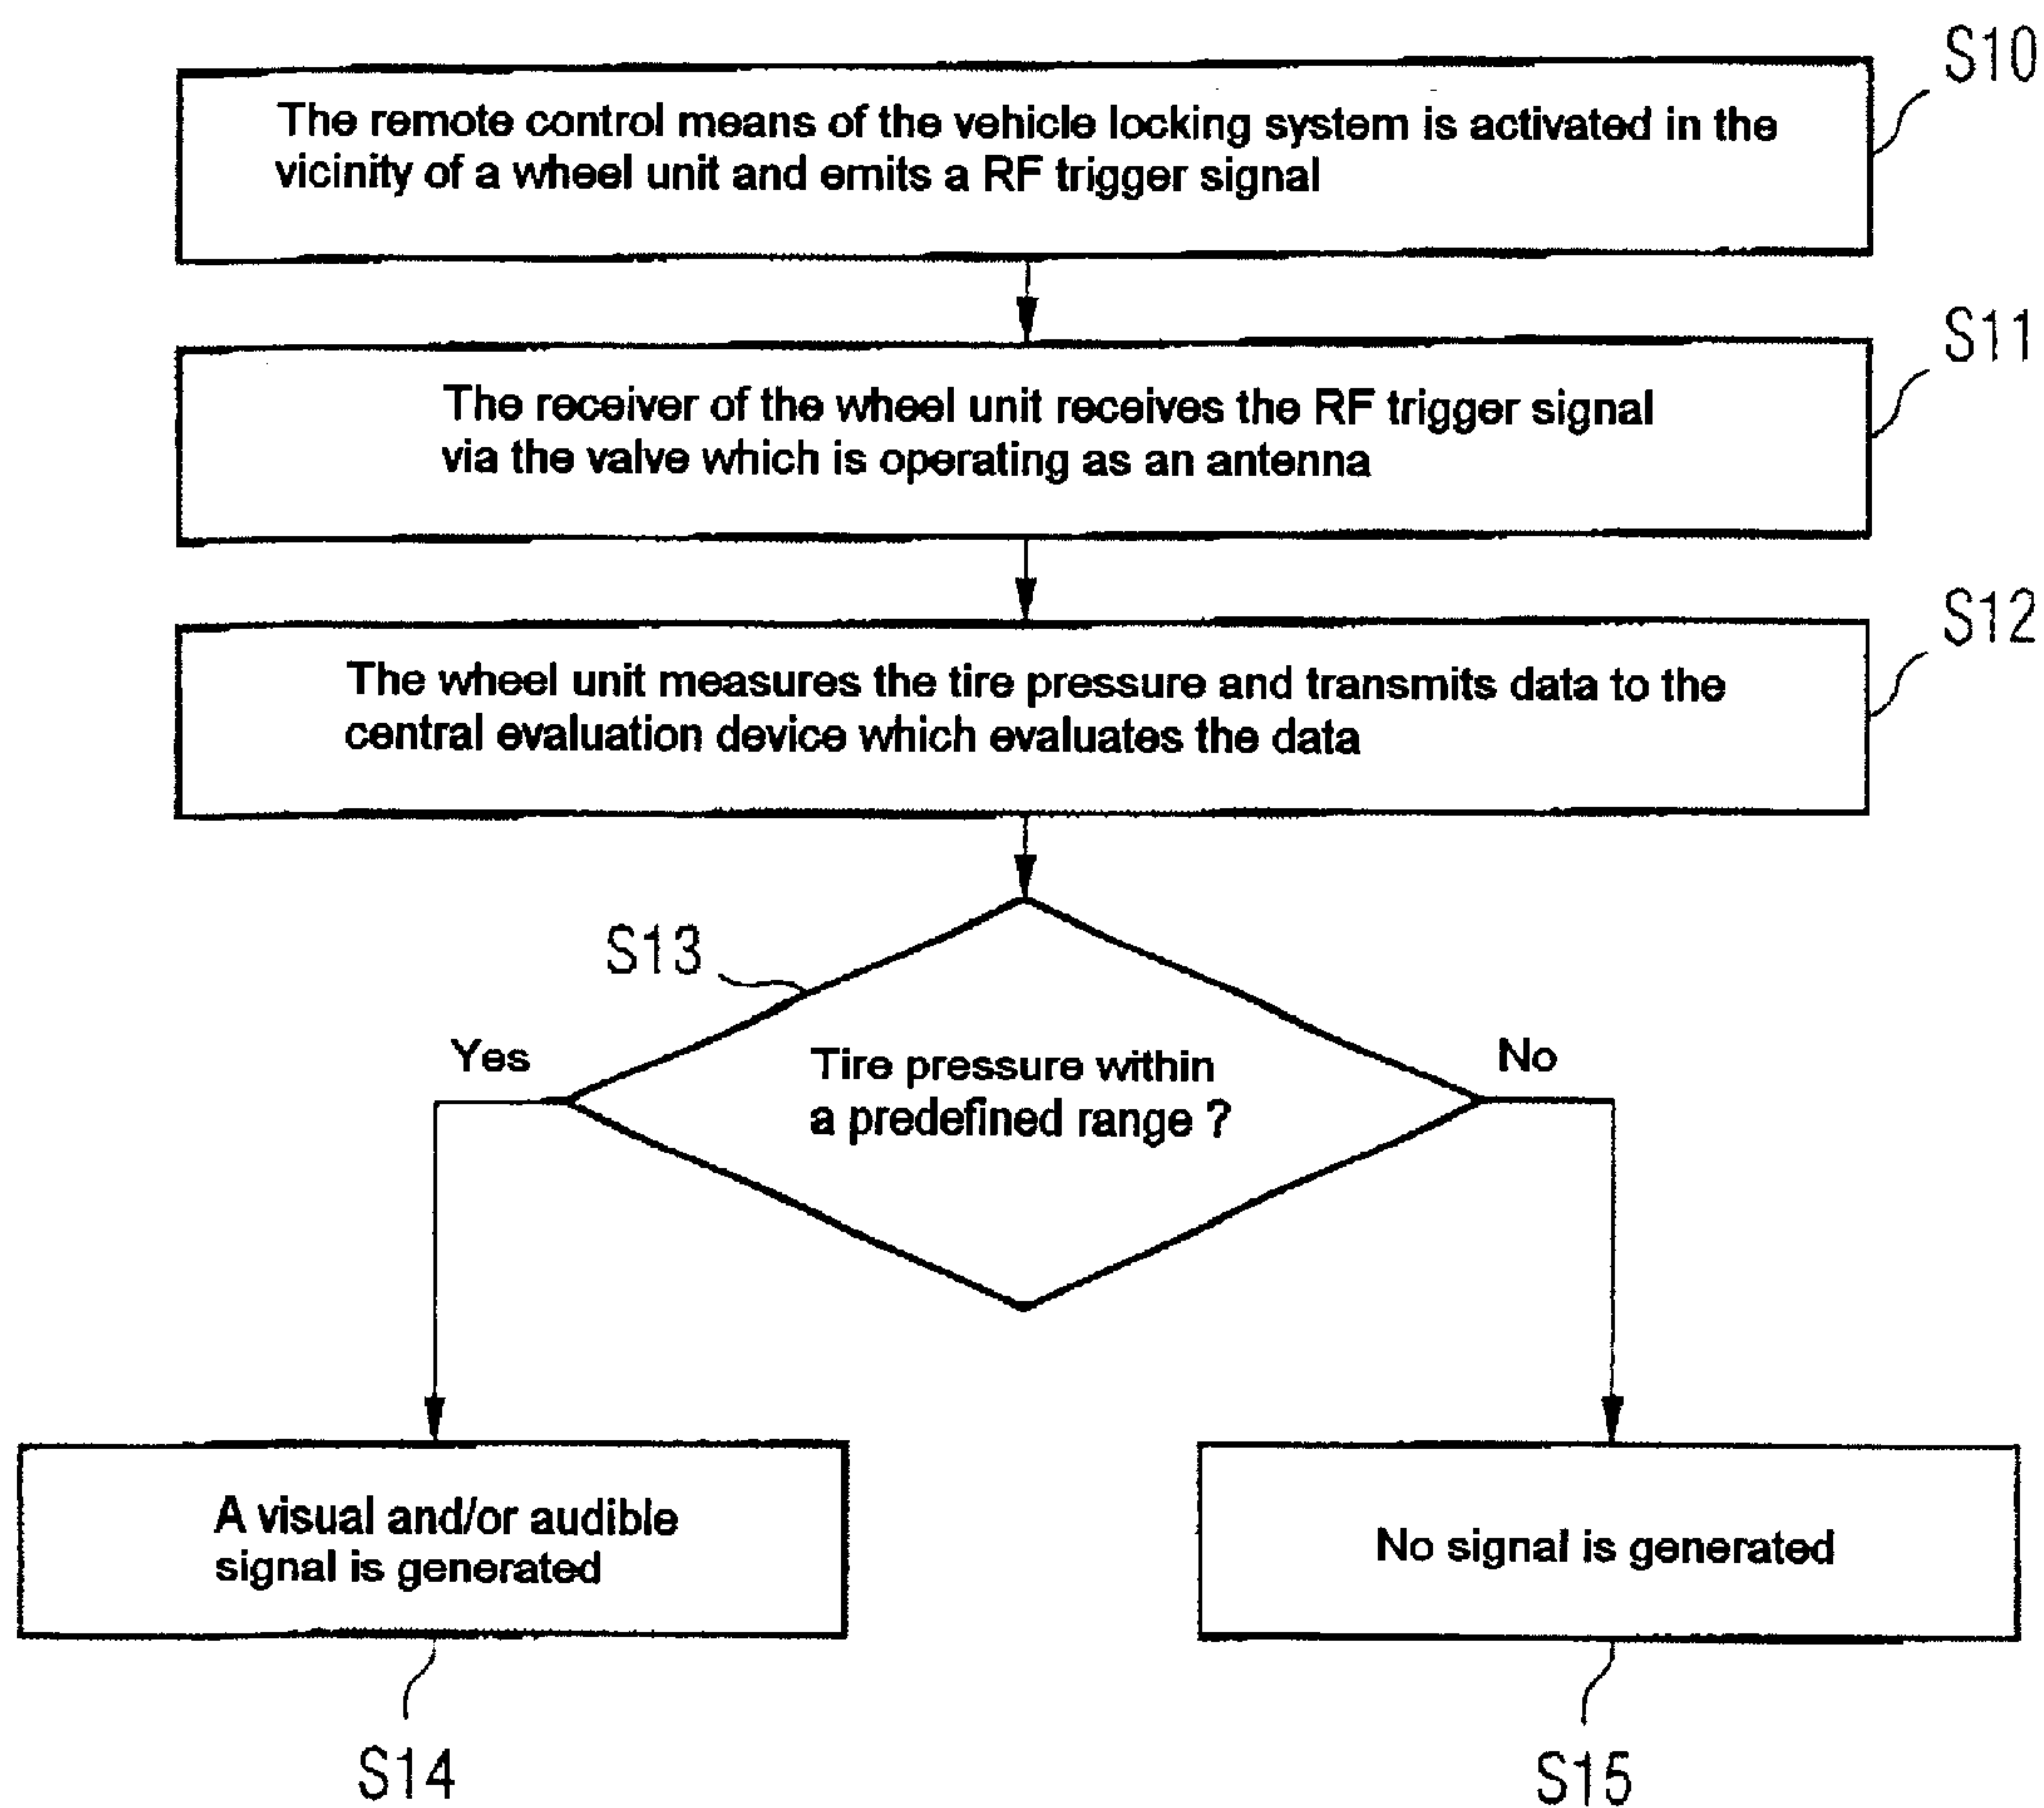 S10
The remote control means of the vehicle locking system is activated in the
vicinity of a wheel unit and emits a RF trigger signal
S11
The receiver of the wheel unit receives the RF trigger signal
via the valve which is operating as an antenna
S12
The wheel unit measures the tire pressure and transmits data to the
central evaluation device which evaluates the data
S13
Yes
Tire pressure within
a predefined range ?
No
A visual and/or audible
signal is generated
No signal is generated
S14
S15